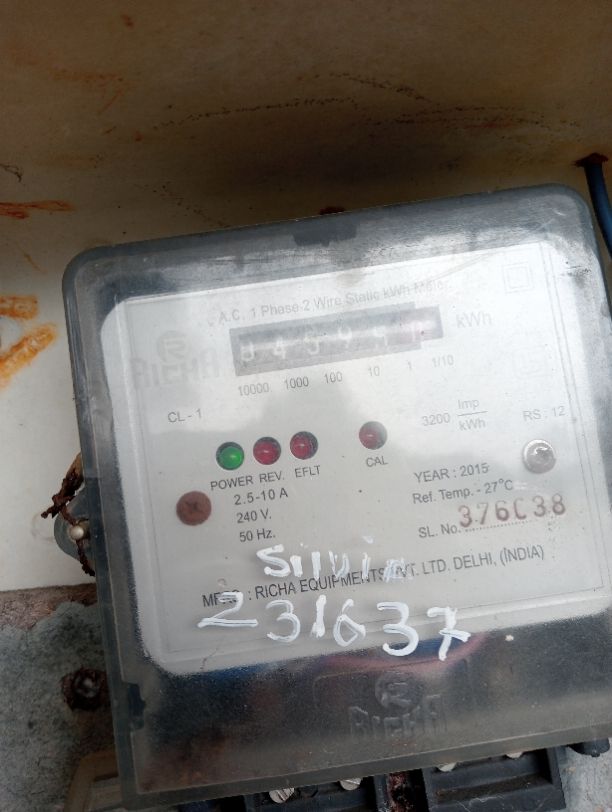 A.C. 1 Phase-2 Wire Static kWh Meter
kWh
RICHA
10000 1000 100 10 1 1/10
CL - 1
3200 Imp/kWh
RS : 12
POWER REV. EFLT CAL
2.5-10 A
240 V.
50 Hz.
YEAR : 2015
Ref. Temp. - 27°C
SL. No.
: RICHA EQUIPMENTS PVT. LTD. DELHI, (INDIA)
231637
RICHA